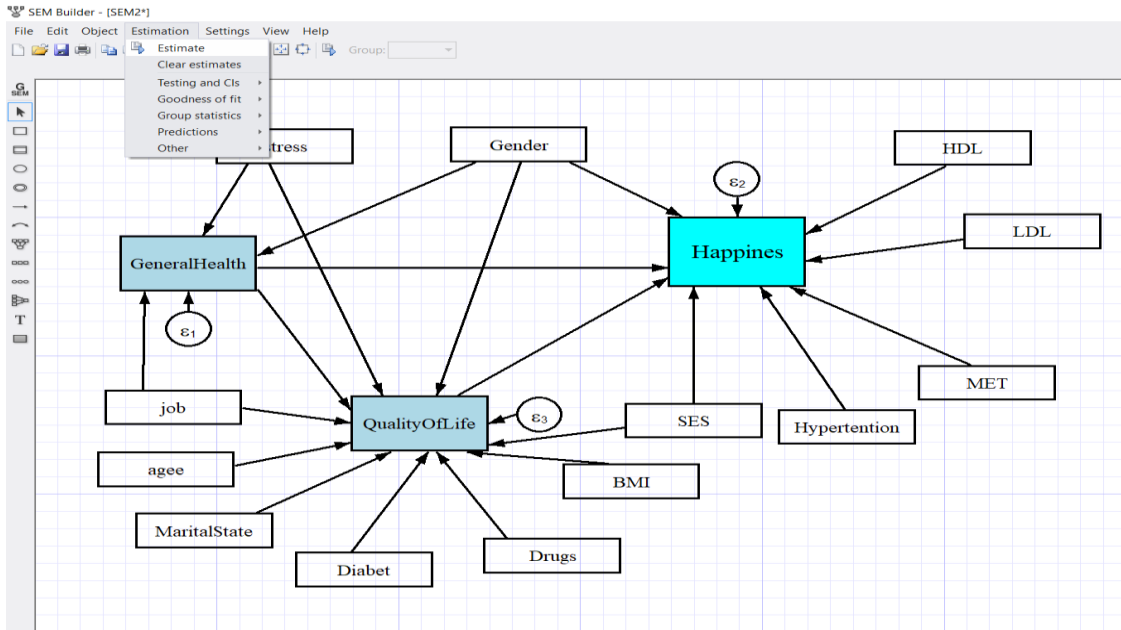 SEM Builder - [SEM2*]
File Edit Object Estimation Settings View Help
Estimate
Group:
Clear estimates
Testing and CIs
Goodness of fit
Group statistics
Predictions
Other
G
SEM
T
Gender
HDL
ε2
LDL
Happines
GeneralHealth
ε1
MET
job
QualityOfLife
ε3
SES
Hypertention
agee
BMI
MaritalState
Drugs
Diabet